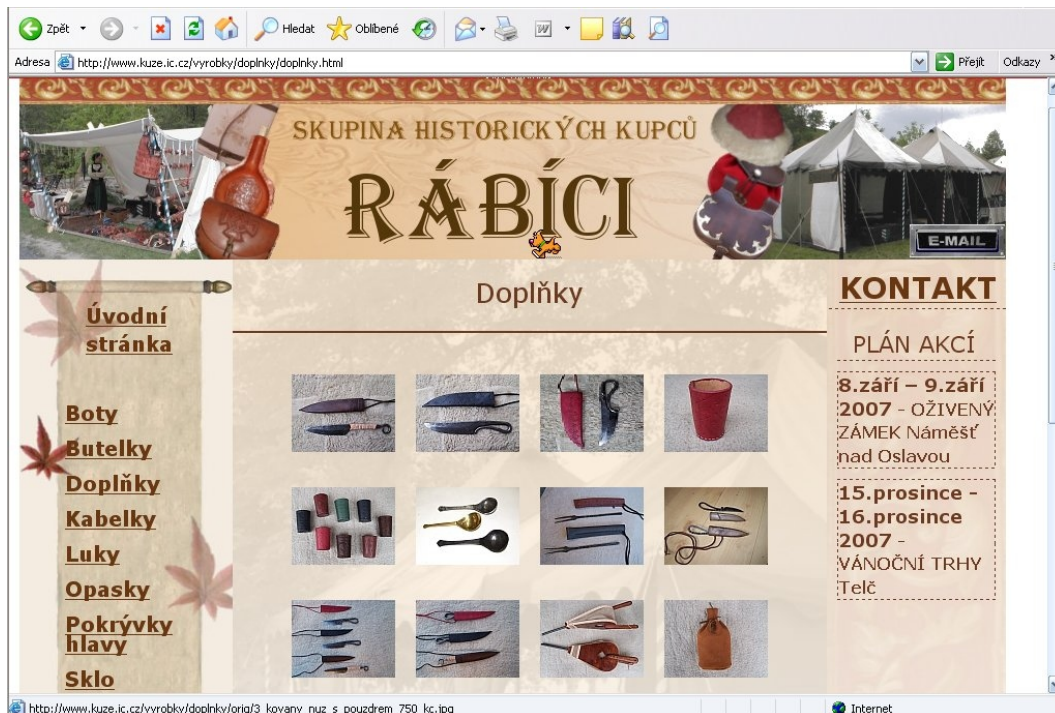 Zpět
Hledat
Oblíbené
W
Adresa http://www.kuze.ic.cz/vyrobky/doplnky/doplnky.html
Přejít
Odkazy
SKUPINA HISTORICKÝCH KUPCŮ
RÁBÍCI
E-MAIL
Úvodní
stránka
Boty
Butelky
Doplňky
Kabelky
Luky
Opasky
Pokrývky
hlavy
Sklo
Doplňky
KONTAKT
PLÁN AKCÍ
8.září – 9.září
2007 - OŽIVENÝ
ZÁMEK Náměšť
nad Oslavou
15.prosince -
16.prosince
2007 -
VÁNOČNÍ TRHY
Telč
http://www.kuze.ic.cz/vyrobky/doplnky/orig/3_kovany_nuz_s_pouzdrem_750_kc.jpg
Internet